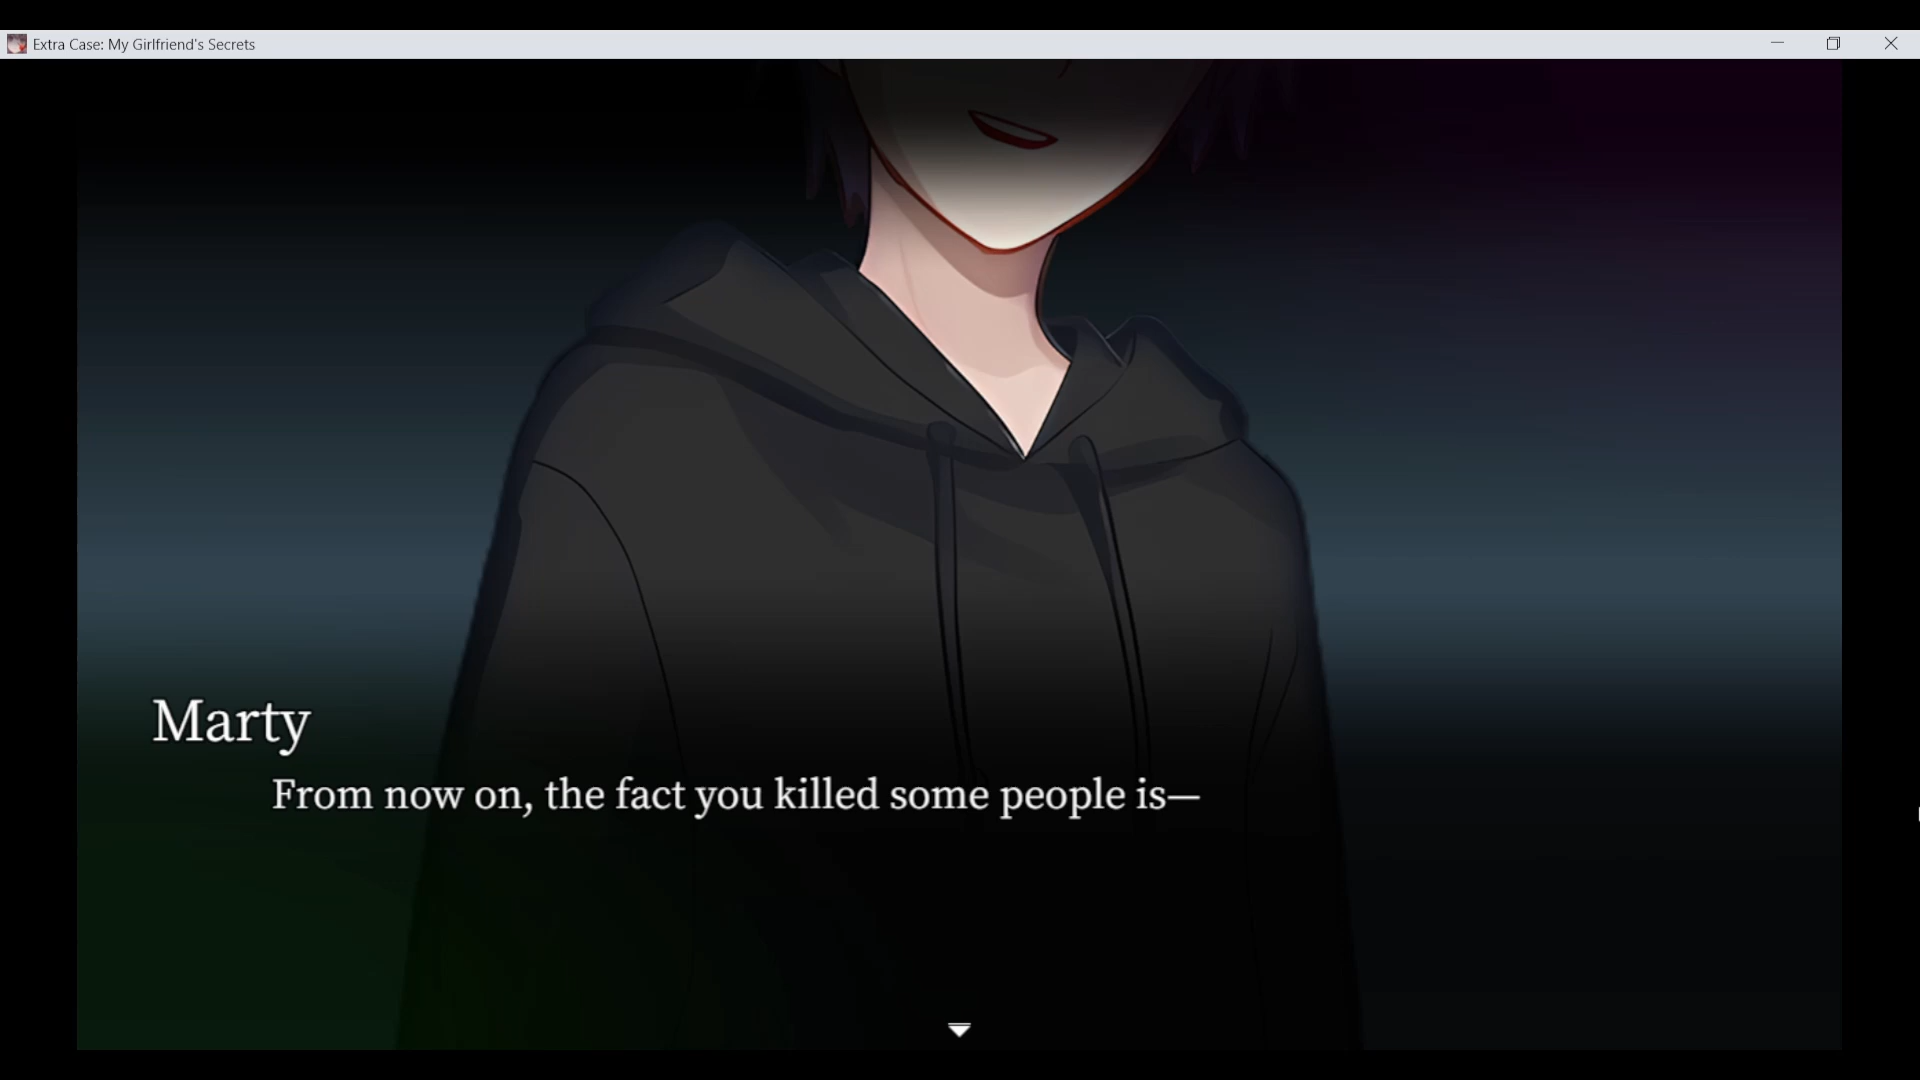 Extra Case: My Girlfriend's Secrets
Marty
From now on, the fact you killed some people is—